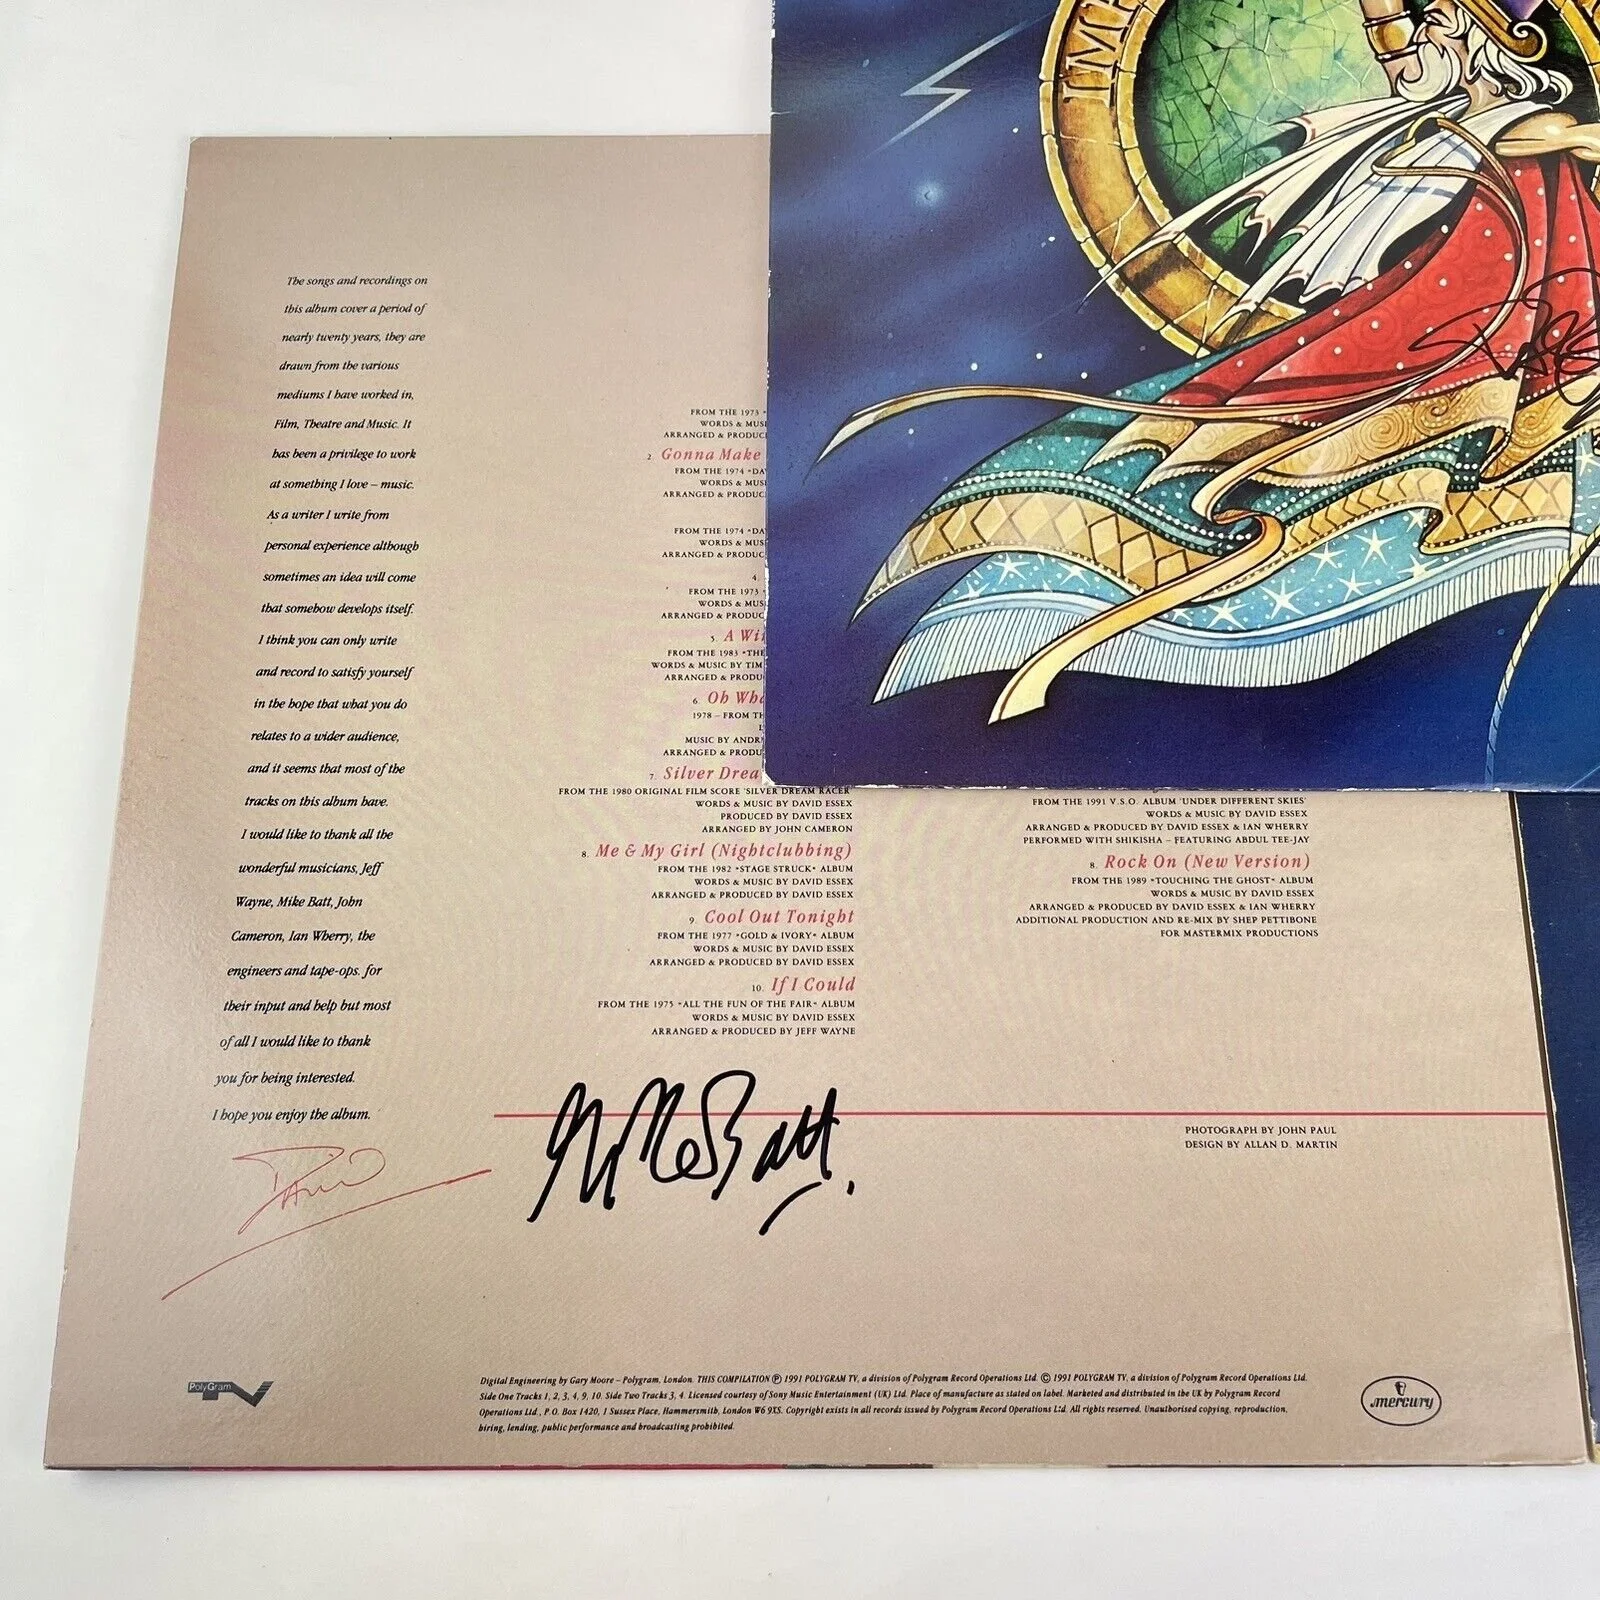 IMP
The songs and recordings on
this album cover a period of
nearly twenty years, they are
drawn from the various
mediums I have worked in,
Film, Theatre and Music. It
has been a privilege to work
at something I love – music.
As a writer I write from
personal experience although
sometimes an idea will come
that somehow develops itself.
I think you can only write
and record to satisfy yourself
in the hope that what you do
relates to a wider audience,
and it seems that most of the
tracks on this album have.
I would like to thank all the
wonderful musicians, Jeff
Wayne, Mike Batt, John
Cameron, Ian Wherry, the
engineers and tape-ops. for
their input and help but most
of all I would like to thank
you for being interested.
I hope you enjoy the album.
DAVID
FROM THE 1973 "
WORDS & MUS
ARRANGED & PRODUC
2. Gonna Make
FROM THE 1974 "DA
WORDS & MUS
ARRANGED & PRODUC
FROM THE 1974 "DA
WORDS & MUS
ARRANGED & PRODUC
4.
FROM THE 1973 "
WORDS & MUS
ARRANGED & PRODUC
5. A Wi
FROM THE 1983 "THE
WORDS & MUSIC BY TIM
ARRANGED & PRODU
6. Oh Wha
1978 – FROM TH
MUSIC BY ANDR
ARRANGED & PRODU
7. Silver Drea
FROM THE 1980 ORIGINAL FILM SCORE 'SILVER DREAM RACER'
WORDS & MUSIC BY DAVID ESSEX
PRODUCED BY DAVID ESSEX
ARRANGED BY JOHN CAMERON
8. Me & My Girl (Nightclubbing)
FROM THE 1982 "STAGE STRUCK" ALBUM
WORDS & MUSIC BY DAVID ESSEX
ARRANGED & PRODUCED BY DAVID ESSEX
9. Cool Out Tonight
FROM THE 1977 "GOLD & IVORY" ALBUM
WORDS & MUSIC BY DAVID ESSEX
ARRANGED & PRODUCED BY DAVID ESSEX
10. If I Could
FROM THE 1975 "ALL THE FUN OF THE FAIR" ALBUM
WORDS & MUSIC BY DAVID ESSEX
ARRANGED & PRODUCED BY JEFF WAYNE
FROM THE 1991 V.S.O. ALBUM 'UNDER DIFFERENT SKIES'
WORDS & MUSIC BY DAVID ESSEX
ARRANGED & PRODUCED BY DAVID ESSEX & IAN WHERRY
PERFORMED WITH SHIKISHA – FEATURING ABDUL TEE-JAY
8. Rock On (New Version)
FROM THE 1989 "TOUCHING THE GHOST" ALBUM
WORDS & MUSIC BY DAVID ESSEX
ARRANGED & PRODUCED BY DAVID ESSEX & IAN WHERRY
ADDITIONAL PRODUCTION AND RE-MIX BY SHEP PETTIBONE
FOR MASTERMIX PRODUCTIONS
Mike Batt.
PHOTOGRAPH BY JOHN PAUL
DESIGN BY ALLAN D. MARTIN
PolyGram TV
Digital Engineering by Gary Moore – Polygram, London. THIS COMPILATION ℗ 1991 POLYGRAM TV, a division of Polygram Record Operations Ltd. © 1991 POLYGRAM TV, a division of Polygram Record Operations Ltd.
Side One Tracks 1, 2, 3, 4, 9, 10. Side Two Tracks 3, 4. Licensed courtesy of Sony Music Entertainment (UK) Ltd. Place of manufacture as stated on label. Marketed and distributed in the UK by Polygram Record
Operations Ltd., P.O. Box 1420, 1 Sussex Place, Hammersmith, London W6 9XS. Copyright exists in all records issued by Polygram Record Operations Ltd. All rights reserved. Unauthorised copying, reproduction,
hiring, lending, public performance and broadcasting prohibited.
mercury